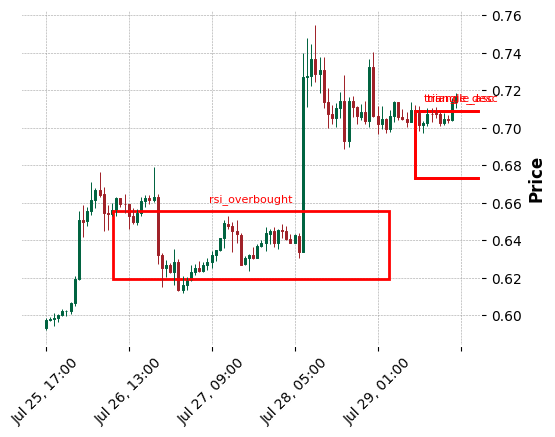 0.76
0.74
0.72
0.70
0.68
0.66
0.64
0.62
0.60
Price
rsi_overbought
Jul 25, 17:00
Jul 26, 13:00
Jul 27, 09:00
Jul 28, 05:00
Jul 29, 01:00